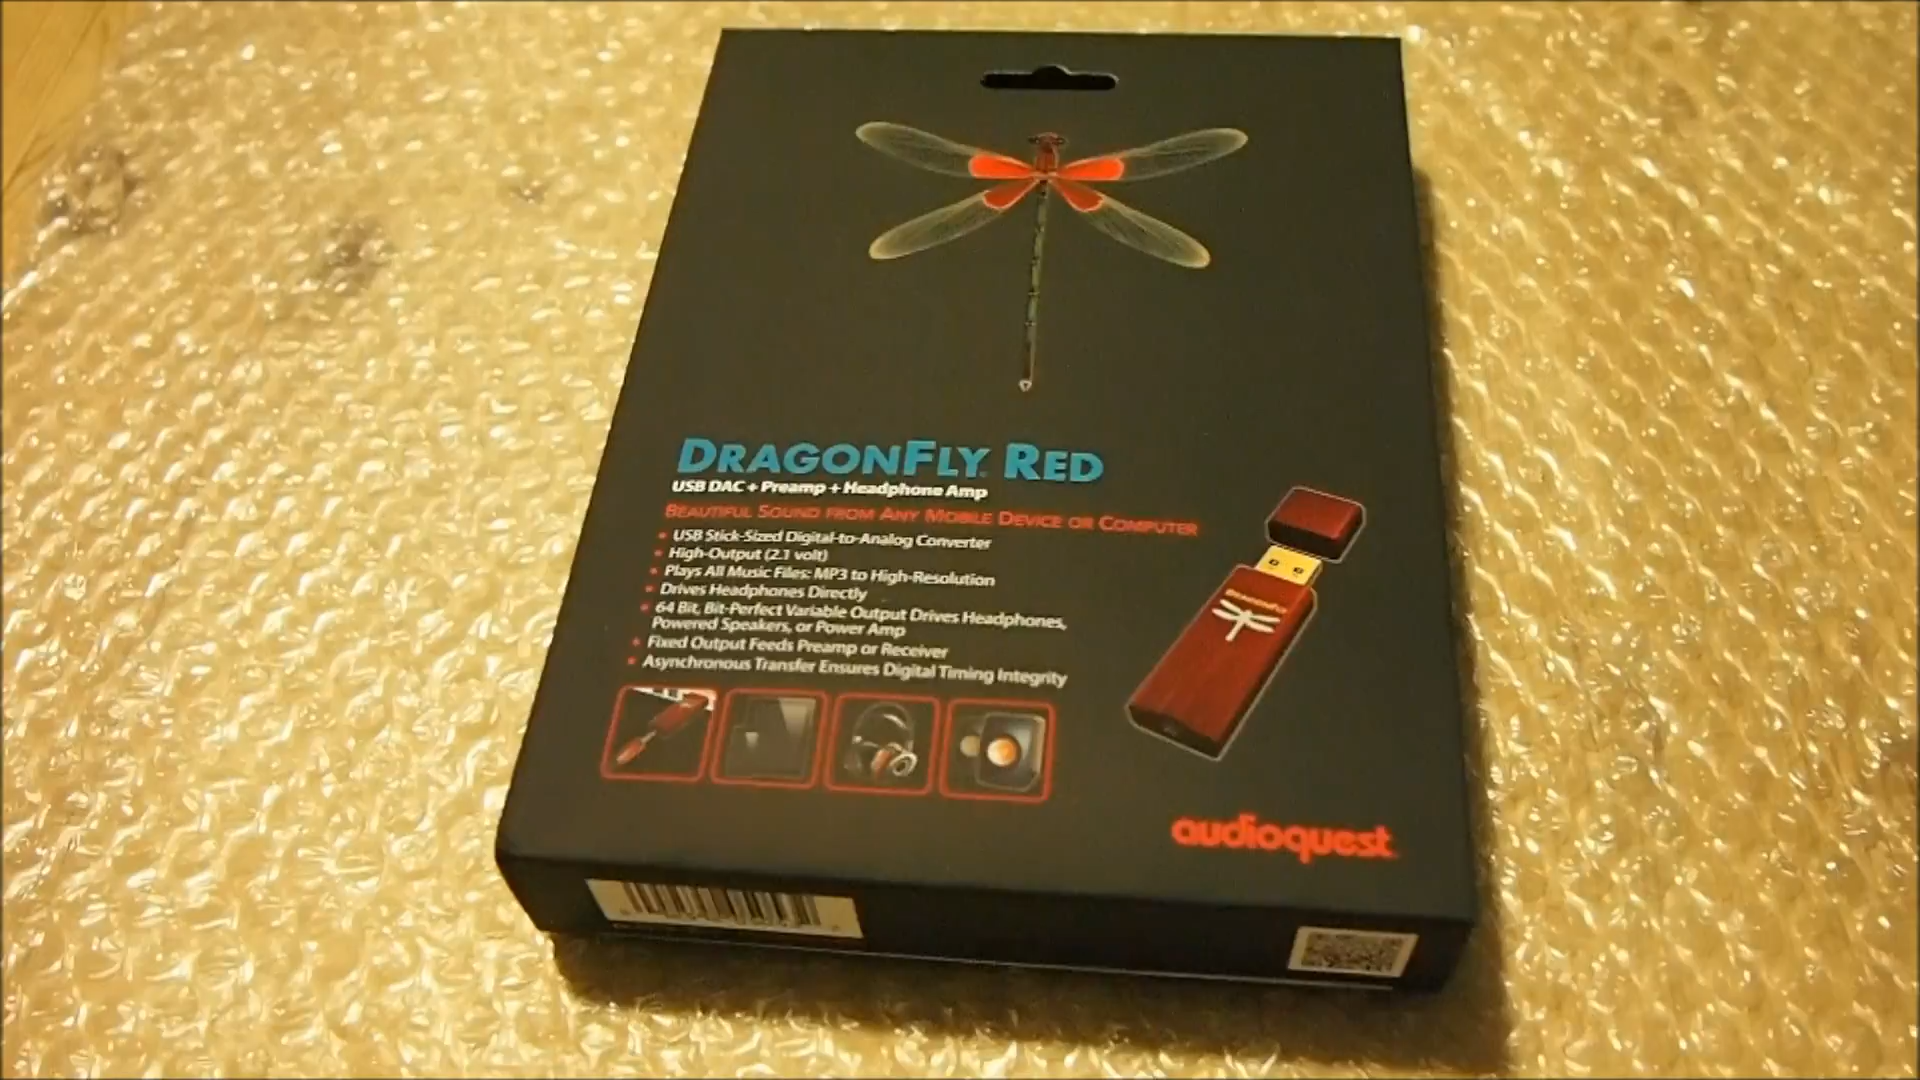 DRAGONFLY RED
USB DAC + Preamp + Headphone Amp
BEAUTIFUL SOUND FROM ANY MOBILE DEVICE OR COMPUTER
• USB Stick-Sized Digital-to-Analog Converter
• High-Output (2.1 volt)
• Plays All Music Files: MP3 to High-Resolution
• Drives Headphones Directly
• 64 Bit, Bit-Perfect Variable Output Drives Headphones,
Powered Speakers, or Power Amp
• Fixed Output Feeds Preamp or Receiver
• Asynchronous Transfer Ensures Digital Timing Integrity
DRAGONFLY
audioquest